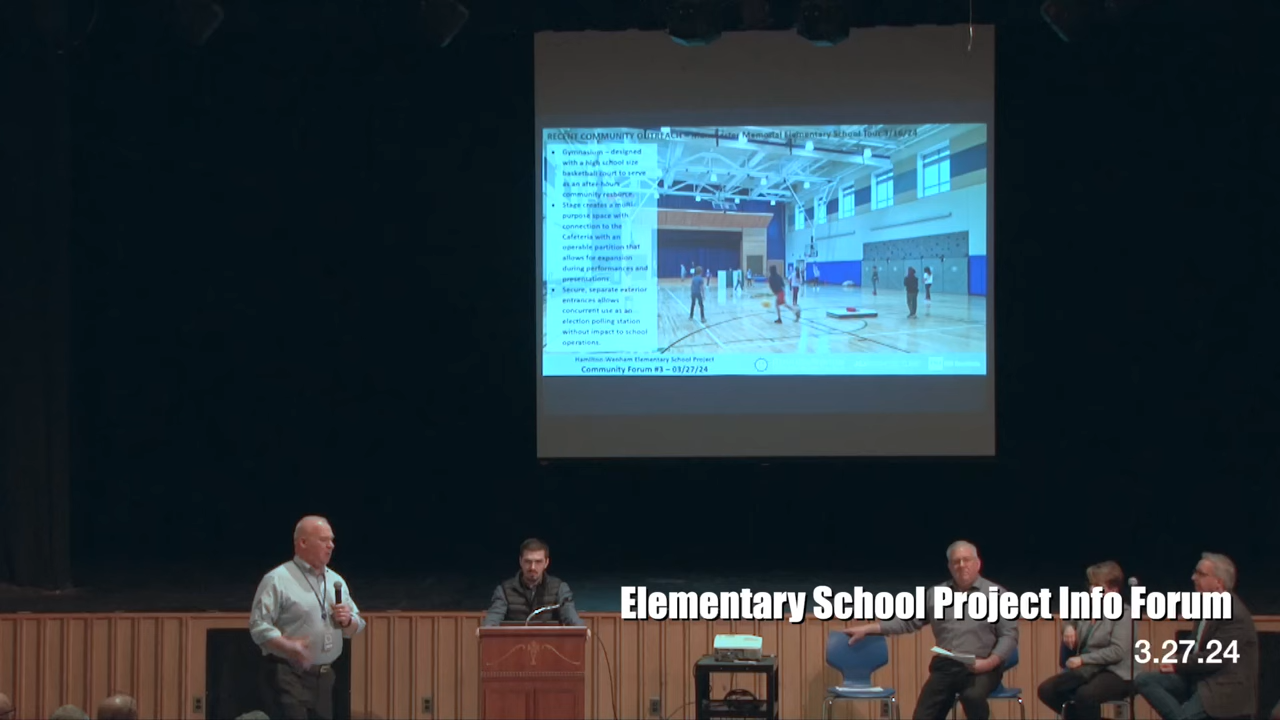 RECENT COMMUNITY OUTREACH Memorial Elementary School
• Gymnasium – designed
with a high school size
basketball court to serve
as an after-hours
community resource.
• Stage creates a multi-
purpose space with
connection to the
Cafeteria with an
operable partition that
allows for expansion
during performances and
presentations.
• Secure, separate exterior
entrances allows
concurrent use as an
election polling station
without impact to school
operations.
Hamilton-Wenham Elementary School Project
Community Forum #3 – 03/27/24
Elementary School Project Info Forum
3.27.24